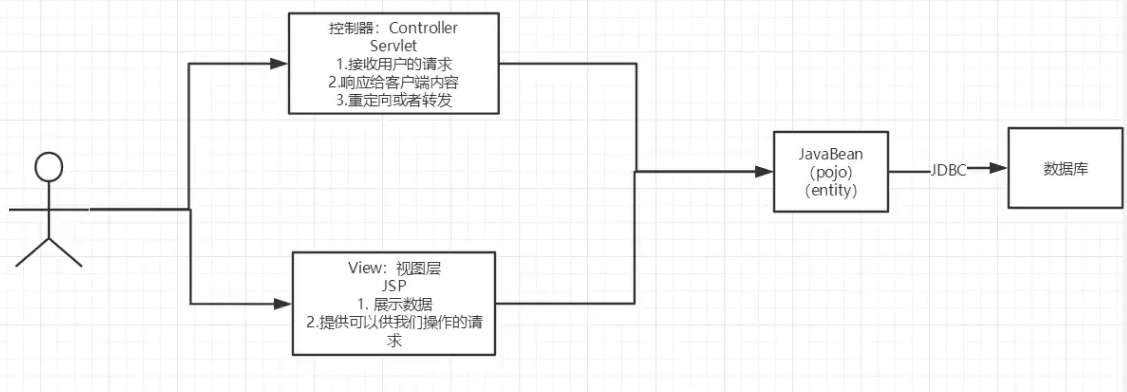 控制器：Controller
Servlet
1.接收用户的请求
2.响应给客户端内容
3.重定向或者转发
JavaBean
（pojo）
（entity）
JDBC
数据库
View：视图层
JSP
1. 展示数据
2.提供可以供我们操作的请
求